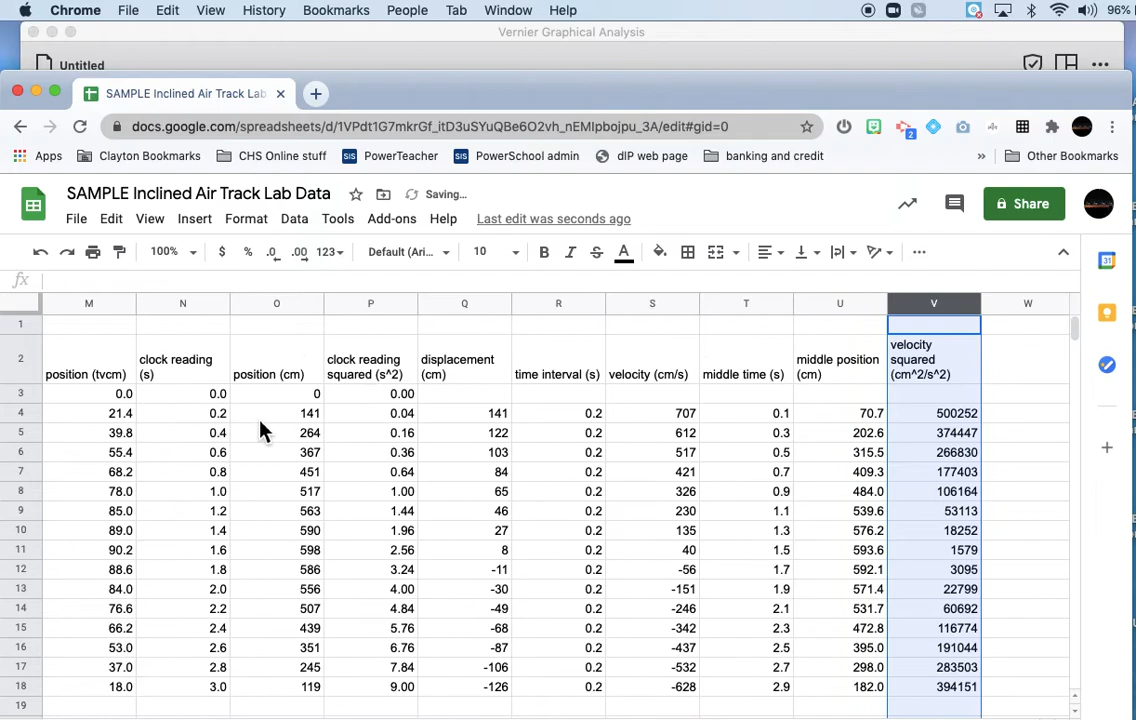 Chrome File Edit View History Bookmarks People Tab Window Help 96%
Vernier Graphical Analysis
Untitled
SAMPLE Inclined Air Track Lab
docs.google.com/spreadsheets/d/1VPdt1G7mkrGf_itD3uSYuQBe6O2vh_nEMIpbojpu_3A/edit#gid=0
2
Apps Clayton Bookmarks CHS Online stuff SIS PowerTeacher SIS PowerSchool admin dIP web page banking and credit » Other Bookmarks
SAMPLE Inclined Air Track Lab Data Saving...
File Edit View Insert Format Data Tools Add-ons Help Last edit was seconds ago
Share
100% $ % .0 .00 123 Default (Ari... 10 B I S A
31
fx
M N O P Q R S T U V W
1
2 position (tvcm) clock reading (s) position (cm) clock reading squared (s^2) displacement (cm) time interval (s) velocity (cm/s) middle time (s) middle position (cm) velocity squared (cm^2/s^2)
3 0.0 0.0 0 0.00
4 21.4 0.2 141 0.04 141 0.2 707 0.1 70.7 500252
5 39.8 0.4 264 0.16 122 0.2 612 0.3 202.6 374447
6 55.4 0.6 367 0.36 103 0.2 517 0.5 315.5 266830
7 68.2 0.8 451 0.64 84 0.2 421 0.7 409.3 177403
8 78.0 1.0 517 1.00 65 0.2 326 0.9 484.0 106164
9 85.0 1.2 563 1.44 46 0.2 230 1.1 539.6 53113
10 89.0 1.4 590 1.96 27 0.2 135 1.3 576.2 18252
11 90.2 1.6 598 2.56 8 0.2 40 1.5 593.6 1579
12 88.6 1.8 586 3.24 -11 0.2 -56 1.7 592.1 3095
13 84.0 2.0 556 4.00 -30 0.2 -151 1.9 571.4 22799
14 76.6 2.2 507 4.84 -49 0.2 -246 2.1 531.7 60692
15 66.2 2.4 439 5.76 -68 0.2 -342 2.3 472.8 116774
16 53.0 2.6 351 6.76 -87 0.2 -437 2.5 395.0 191044
17 37.0 2.8 245 7.84 -106 0.2 -532 2.7 298.0 283503
18 18.0 3.0 119 9.00 -126 0.2 -628 2.9 182.0 394151
19